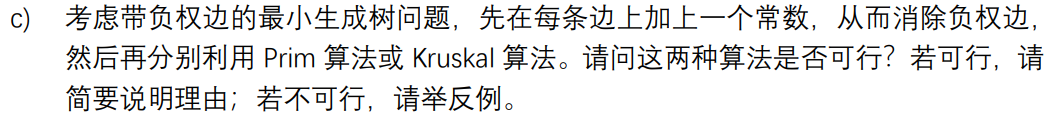 c) 考虑带负权边的最小生成树问题，先在每条边上加上一个常数，从而消除负权边，
然后再分别利用 Prim 算法或 Kruskal 算法。请问这两种算法是否可行？若可行，请
简要说明理由；若不可行，请举反例。